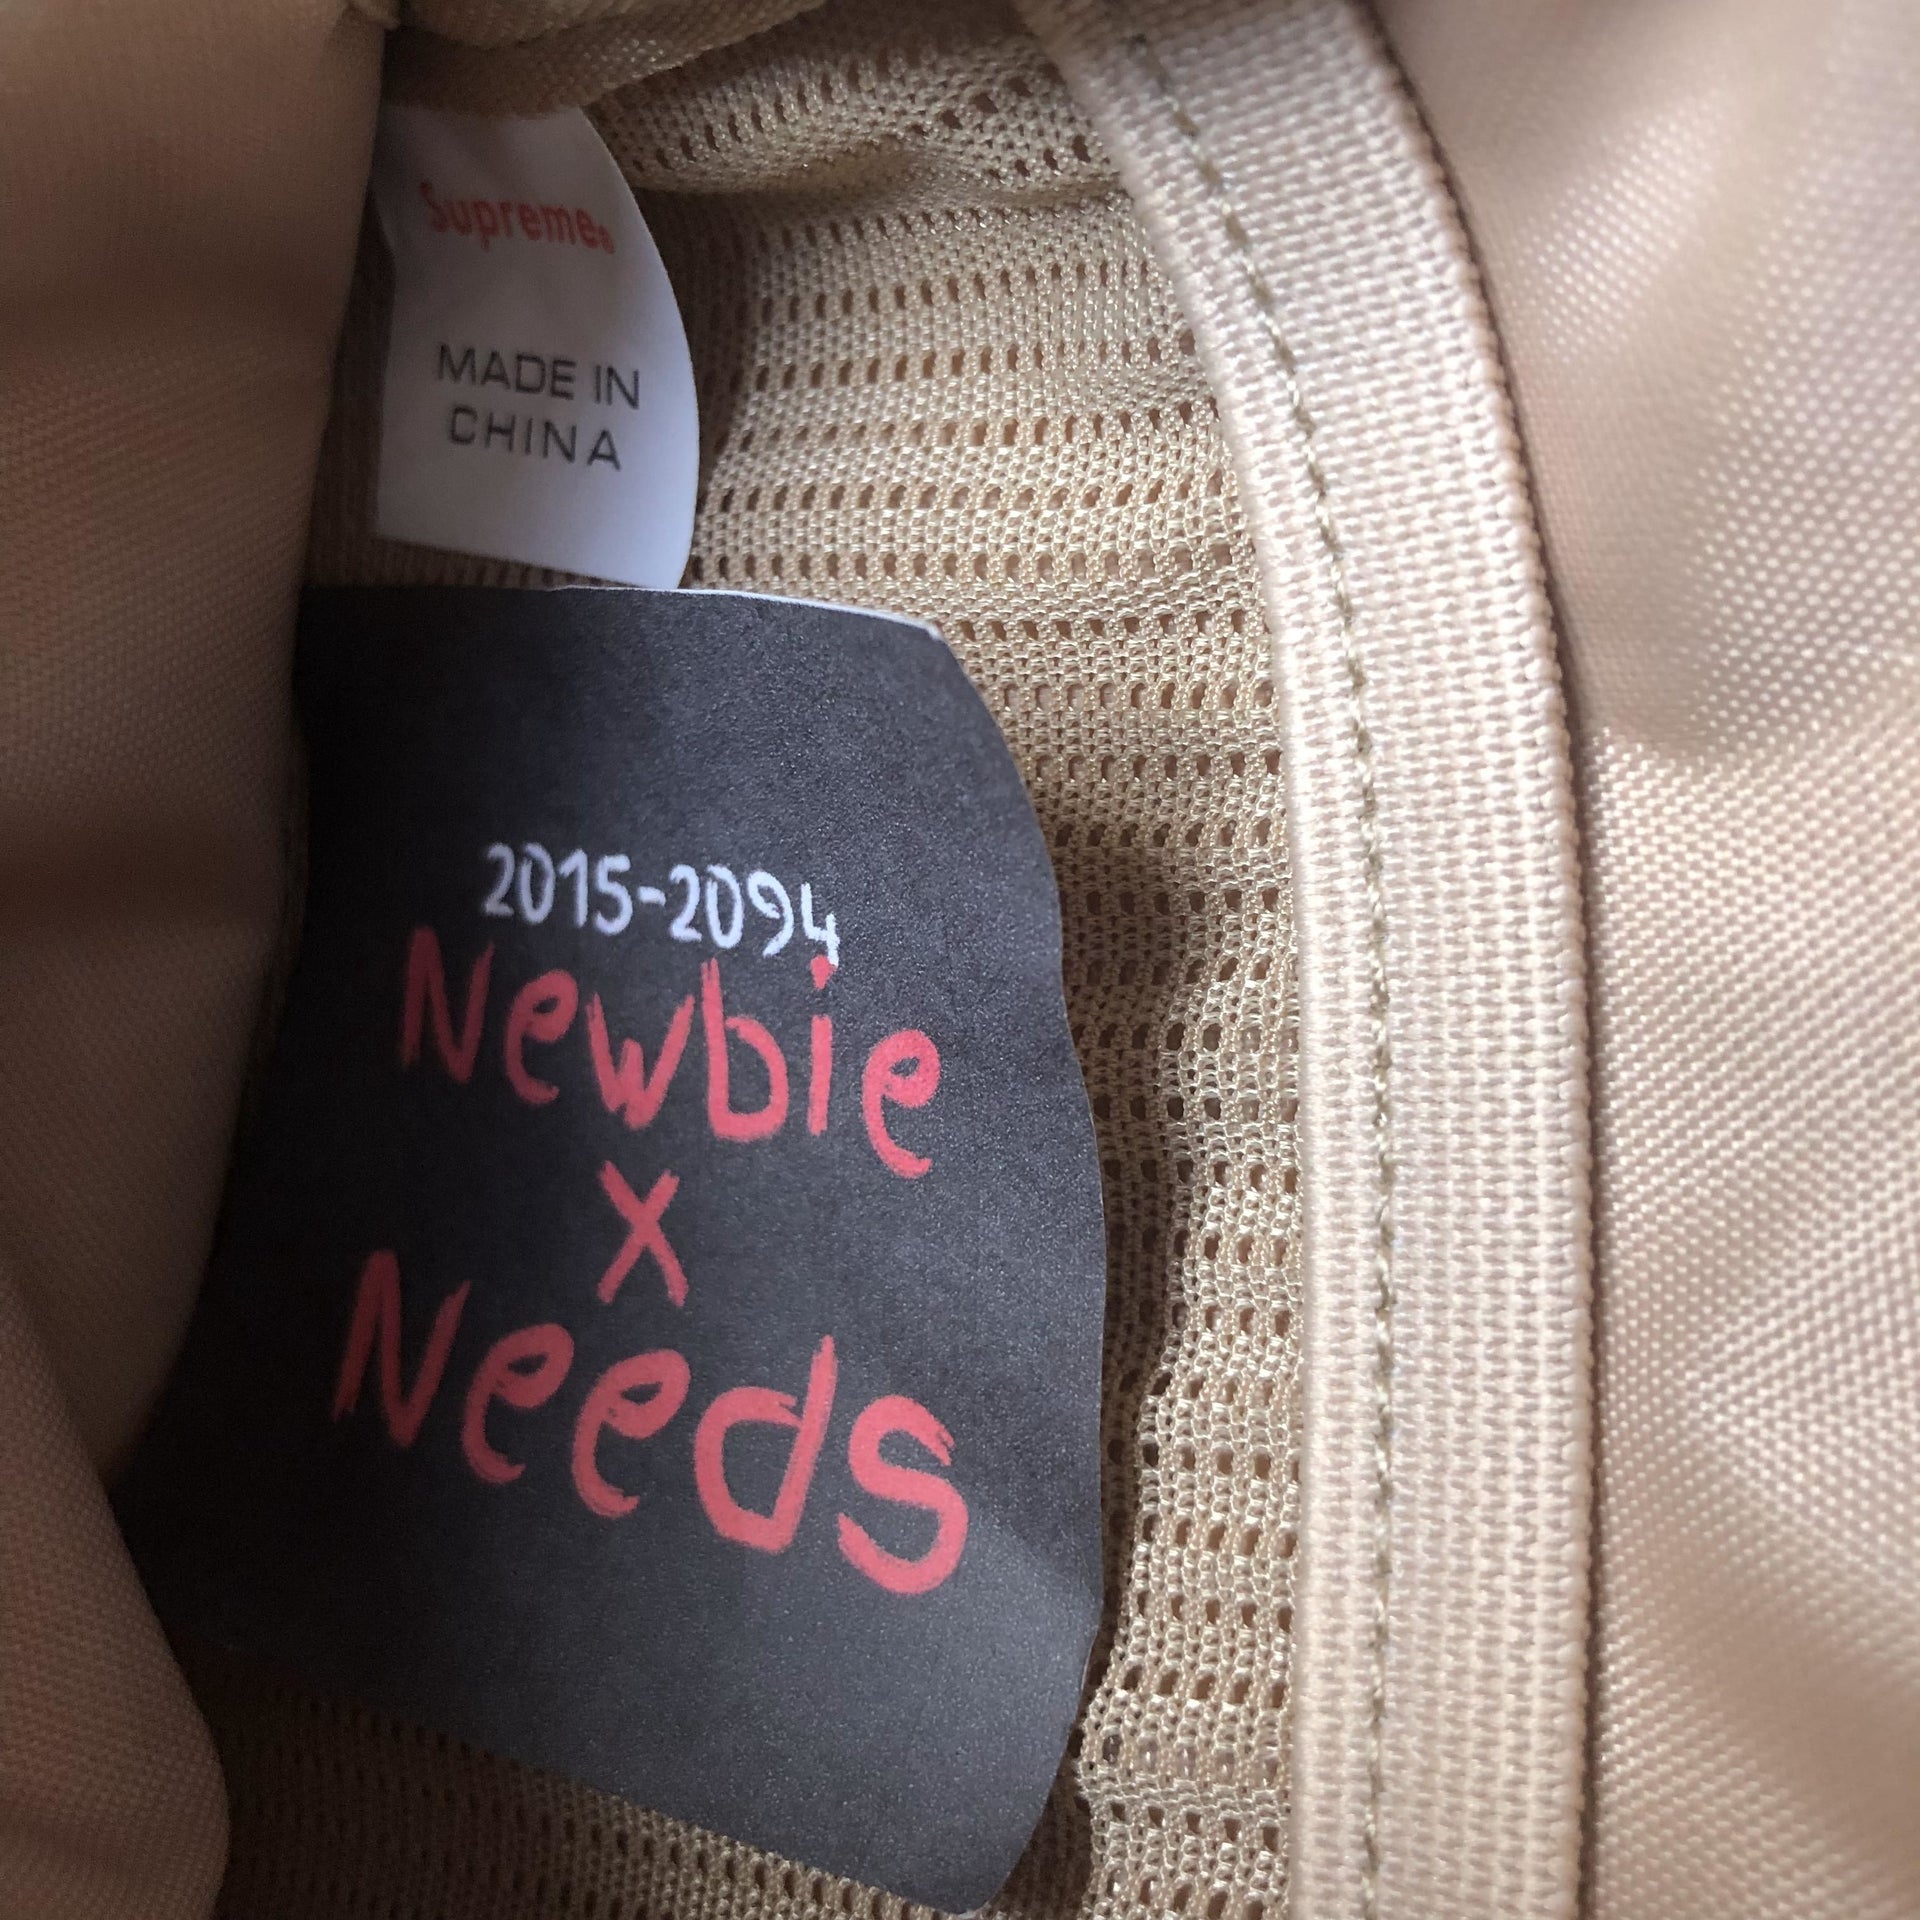 Supreme®
MADE IN
CHINA
2015-2094
Newbie
x
Needs